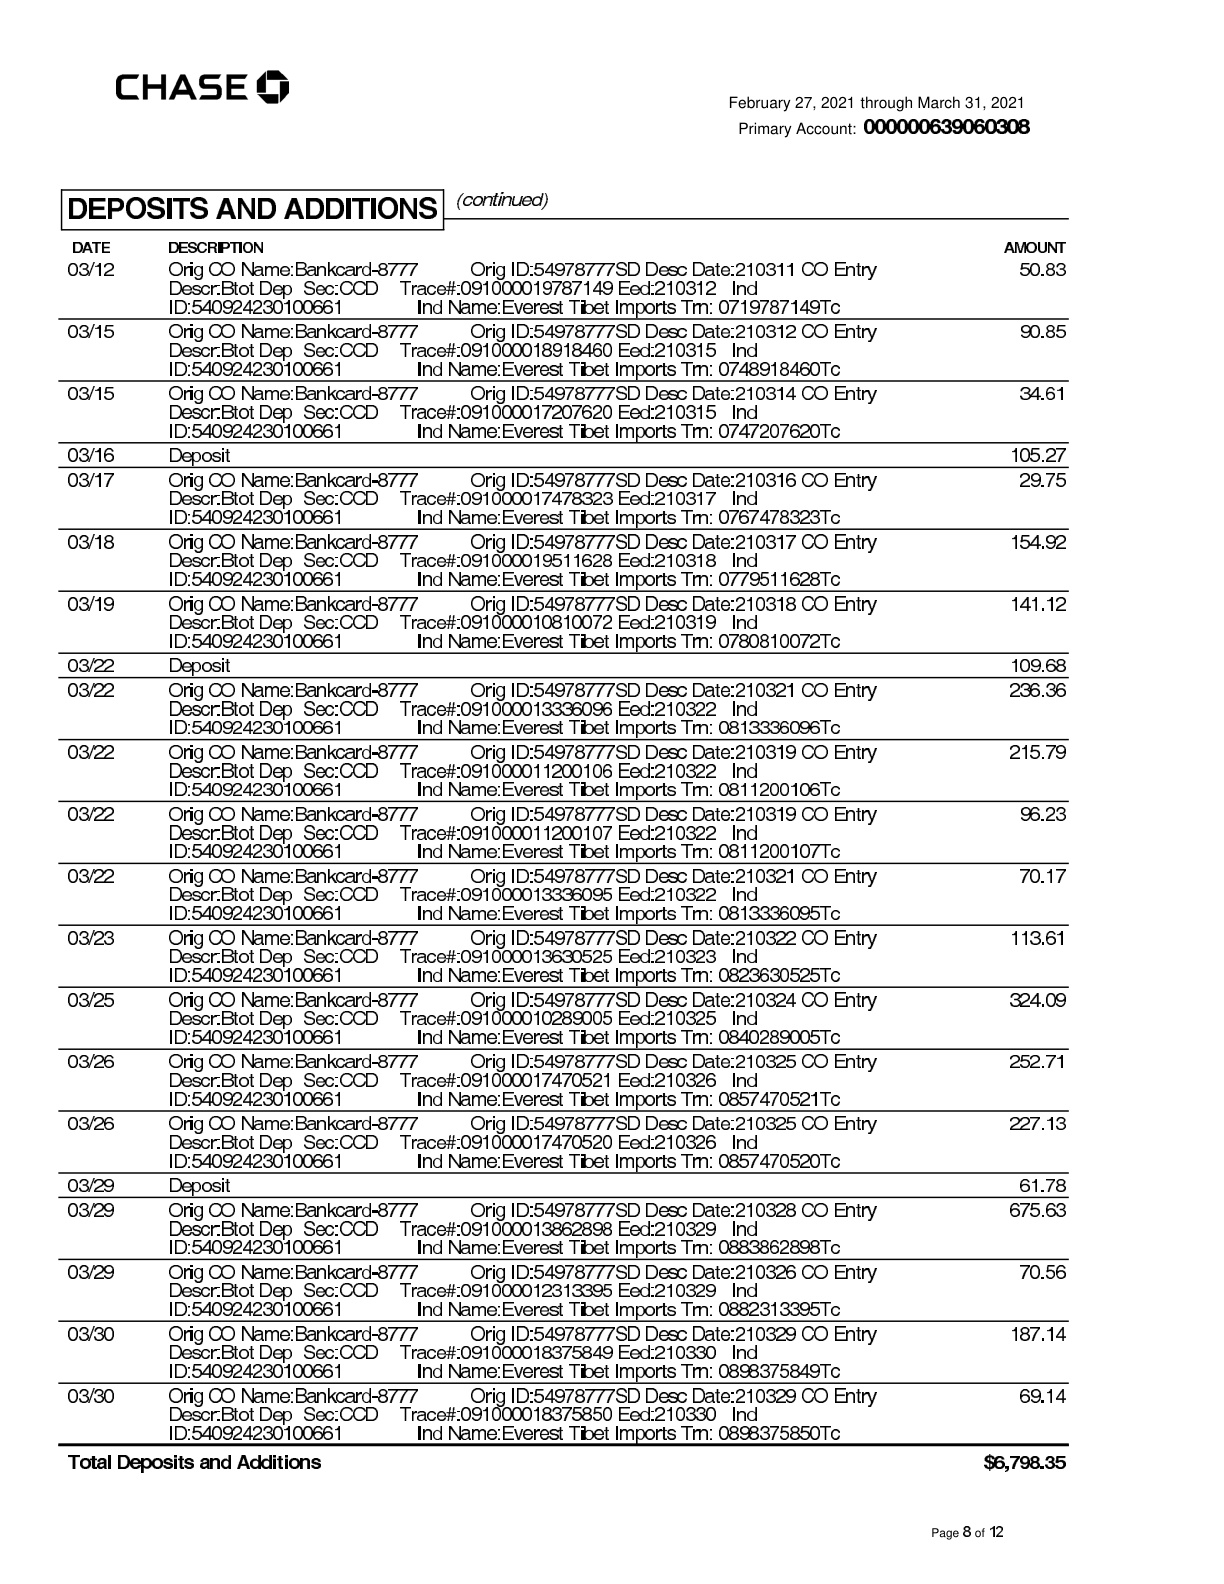 CHASE
February 27, 2021 through March 31, 2021
Primary Account: 000000639060308
DEPOSITS AND ADDITIONS (continued)
DATE DESCRIPTION AMOUNT
03/12 Orig CO Name:Bankcard-8777 Orig ID:54978777SD Desc Date:210311 CO Entry 50.83
Descr:Btot Dep Sec:CCD Trace#:091000019787149 Eed:210312 Ind
ID:540924230100661 Ind Name:Everest Tibet Imports Trn: 0719787149Tc
03/15 Orig CO Name:Bankcard-8777 Orig ID:54978777SD Desc Date:210312 CO Entry 90.85
Descr:Btot Dep Sec:CCD Trace#:091000018918460 Eed:210315 Ind
ID:540924230100661 Ind Name:Everest Tibet Imports Trn: 0748918460Tc
03/15 Orig CO Name:Bankcard-8777 Orig ID:54978777SD Desc Date:210314 CO Entry 34.61
Descr:Btot Dep Sec:CCD Trace#:091000017207620 Eed:210315 Ind
ID:540924230100661 Ind Name:Everest Tibet Imports Trn: 0747207620Tc
03/16 Deposit 105.27
03/17 Orig CO Name:Bankcard-8777 Orig ID:54978777SD Desc Date:210316 CO Entry 29.75
Descr:Btot Dep Sec:CCD Trace#:091000017478323 Eed:210317 Ind
ID:540924230100661 Ind Name:Everest Tibet Imports Trn: 0767478323Tc
03/18 Orig CO Name:Bankcard-8777 Orig ID:54978777SD Desc Date:210317 CO Entry 154.92
Descr:Btot Dep Sec:CCD Trace#:091000019511628 Eed:210318 Ind
ID:540924230100661 Ind Name:Everest Tibet Imports Trn: 0779511628Tc
03/19 Orig CO Name:Bankcard-8777 Orig ID:54978777SD Desc Date:210318 CO Entry 141.12
Descr:Btot Dep Sec:CCD Trace#:091000010810072 Eed:210319 Ind
ID:540924230100661 Ind Name:Everest Tibet Imports Trn: 0780810072Tc
03/22 Deposit 109.68
03/22 Orig CO Name:Bankcard-8777 Orig ID:54978777SD Desc Date:210321 CO Entry 236.36
Descr:Btot Dep Sec:CCD Trace#:091000013336096 Eed:210322 Ind
ID:540924230100661 Ind Name:Everest Tibet Imports Trn: 0813336096Tc
03/22 Orig CO Name:Bankcard-8777 Orig ID:54978777SD Desc Date:210319 CO Entry 215.79
Descr:Btot Dep Sec:CCD Trace#:091000011200106 Eed:210322 Ind
ID:540924230100661 Ind Name:Everest Tibet Imports Trn: 0811200106Tc
03/22 Orig CO Name:Bankcard-8777 Orig ID:54978777SD Desc Date:210319 CO Entry 96.23
Descr:Btot Dep Sec:CCD Trace#:091000011200107 Eed:210322 Ind
ID:540924230100661 Ind Name:Everest Tibet Imports Trn: 0811200107Tc
03/22 Orig CO Name:Bankcard-8777 Orig ID:54978777SD Desc Date:210321 CO Entry 70.17
Descr:Btot Dep Sec:CCD Trace#:091000013336095 Eed:210322 Ind
ID:540924230100661 Ind Name:Everest Tibet Imports Trn: 0813336095Tc
03/23 Orig CO Name:Bankcard-8777 Orig ID:54978777SD Desc Date:210322 CO Entry 113.61
Descr:Btot Dep Sec:CCD Trace#:091000013630525 Eed:210323 Ind
ID:540924230100661 Ind Name:Everest Tibet Imports Trn: 0823630525Tc
03/25 Orig CO Name:Bankcard-8777 Orig ID:54978777SD Desc Date:210324 CO Entry 324.09
Descr:Btot Dep Sec:CCD Trace#:091000010289005 Eed:210325 Ind
ID:540924230100661 Ind Name:Everest Tibet Imports Trn: 0840289005Tc
03/26 Orig CO Name:Bankcard-8777 Orig ID:54978777SD Desc Date:210325 CO Entry 252.71
Descr:Btot Dep Sec:CCD Trace#:091000017470521 Eed:210326 Ind
ID:540924230100661 Ind Name:Everest Tibet Imports Trn: 0857470521Tc
03/26 Orig CO Name:Bankcard-8777 Orig ID:54978777SD Desc Date:210325 CO Entry 227.13
Descr:Btot Dep Sec:CCD Trace#:091000017470520 Eed:210326 Ind
ID:540924230100661 Ind Name:Everest Tibet Imports Trn: 0857470520Tc
03/29 Deposit 61.78
03/29 Orig CO Name:Bankcard-8777 Orig ID:54978777SD Desc Date:210328 CO Entry 675.63
Descr:Btot Dep Sec:CCD Trace#:091000013862898 Eed:210329 Ind
ID:540924230100661 Ind Name:Everest Tibet Imports Trn: 0883862898Tc
03/29 Orig CO Name:Bankcard-8777 Orig ID:54978777SD Desc Date:210326 CO Entry 70.56
Descr:Btot Dep Sec:CCD Trace#:091000012313395 Eed:210329 Ind
ID:540924230100661 Ind Name:Everest Tibet Imports Trn: 0882313395Tc
03/30 Orig CO Name:Bankcard-8777 Orig ID:54978777SD Desc Date:210329 CO Entry 187.14
Descr:Btot Dep Sec:CCD Trace#:091000018375849 Eed:210330 Ind
ID:540924230100661 Ind Name:Everest Tibet Imports Trn: 0898375849Tc
03/30 Orig CO Name:Bankcard-8777 Orig ID:54978777SD Desc Date:210329 CO Entry 69.14
Descr:Btot Dep Sec:CCD Trace#:091000018375850 Eed:210330 Ind
ID:540924230100661 Ind Name:Everest Tibet Imports Trn: 0898375850Tc
Total Deposits and Additions $6,798.35
Page 8 of 12